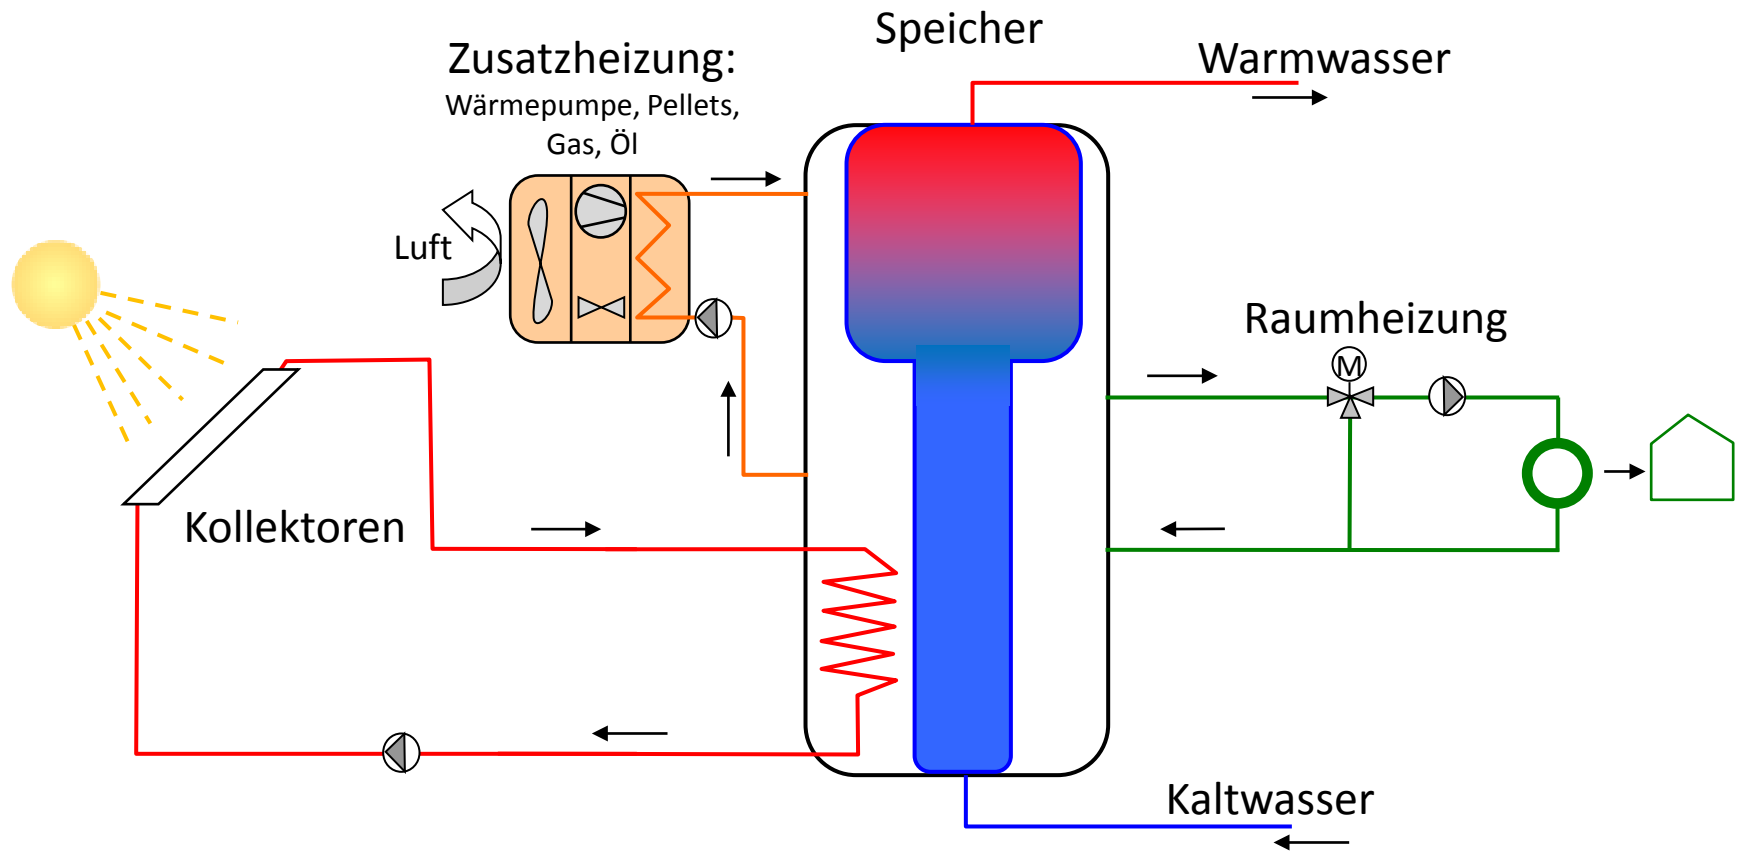 Speicher
Zusatzheizung:
Wärmepumpe, Pellets,
Gas, Öl
Warmwasser
Luft
Raumheizung
M
Kollektoren
Kaltwasser